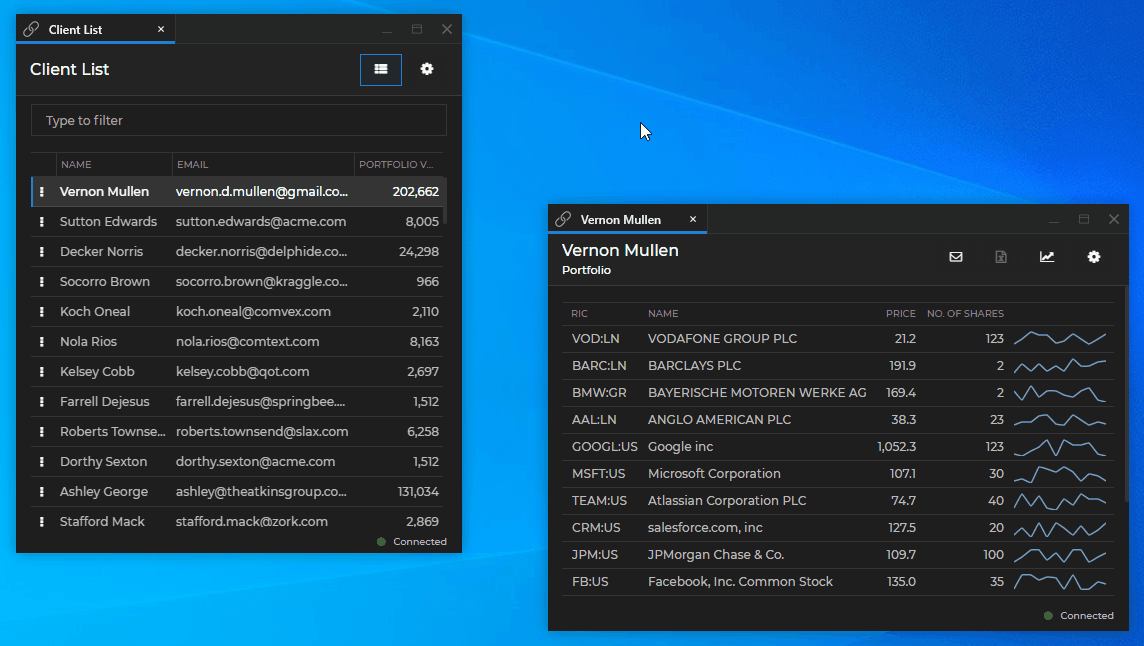 Client List
Client List
Type to filter
NAME EMAIL PORTFOLIO V...
Vernon Mullen vernon.d.mullen@gmail.co... 202,662
Sutton Edwards sutton.edwards@acme.com 8,005
Decker Norris decker.norris@delphide.co... 24,298
Socorro Brown socorro.brown@kraggle.co... 966
Koch Oneal koch.oneal@comvex.com 2,110
Nola Rios nola.rios@comtext.com 8,163
Kelsey Cobb kelsey.cobb@qot.com 2,697
Farrell Dejesus farrell.dejesus@springbee.... 1,512
Roberts Townse... roberts.townsend@slax.com 6,258
Dorthy Sexton dorthy.sexton@acme.com 1,512
Ashley George ashley@theatkinsgroup.co... 131,034
Stafford Mack stafford.mack@zork.com 2,869
Connected
Vernon Mullen
Vernon Mullen
Portfolio
RIC NAME PRICE NO. OF SHARES
VOD:LN VODAFONE GROUP PLC 21.2 123
BARC:LN BARCLAYS PLC 191.9 2
BMW:GR BAYERISCHE MOTOREN WERKE AG 169.4 2
AAL:LN ANGLO AMERICAN PLC 38.3 23
GOOGL:US Google inc 1,052.3 123
MSFT:US Microsoft Corporation 107.1 30
TEAM:US Atlassian Corporation PLC 74.7 40
CRM:US salesforce.com, inc 127.5 20
JPM:US JPMorgan Chase & Co. 109.7 100
FB:US Facebook, Inc. Common Stock 135.0 35
Connected